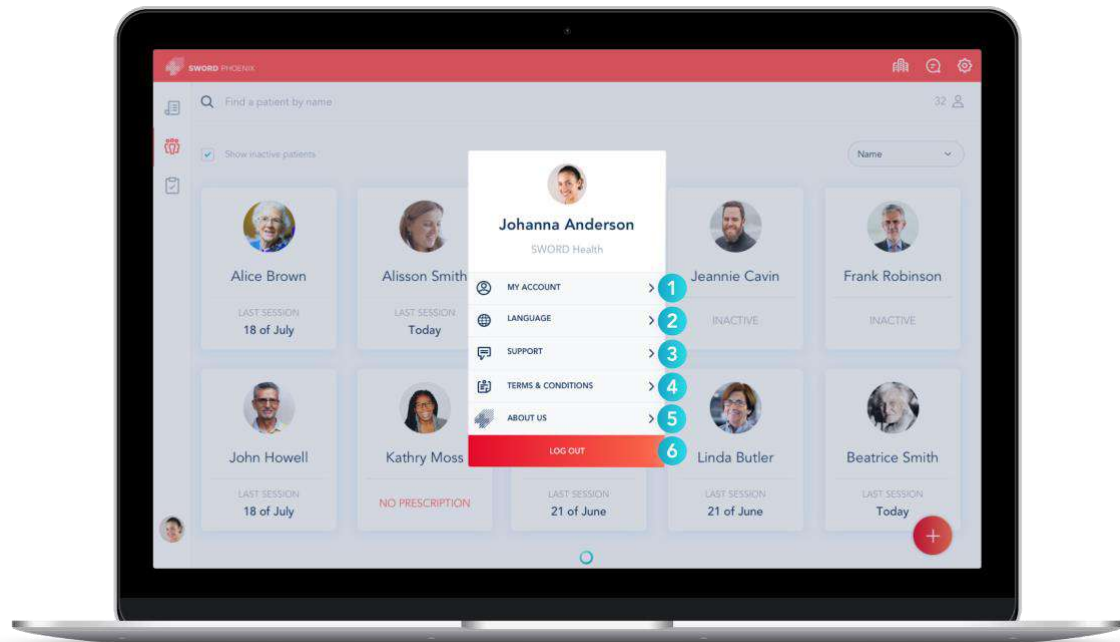 SWORD PHOENIX
Find a patient by name
32
Show inactive patients
Name
Johanna Anderson
SWORD Health
MY ACCOUNT
1
LANGUAGE
2
SUPPORT
3
TERMS & CONDITIONS
4
ABOUT US
5
LOG OUT
6
Alice Brown
LAST SESSION
18 of July
Alisson Smith
LAST SESSION
Today
Jeannie Cavin
INACTIVE
Frank Robinson
INACTIVE
John Howell
LAST SESSION
18 of July
Kathry Moss
NO PRESCRIPTION
LAST SESSION
21 of June
Linda Butler
LAST SESSION
21 of June
Beatrice Smith
LAST SESSION
Today
+